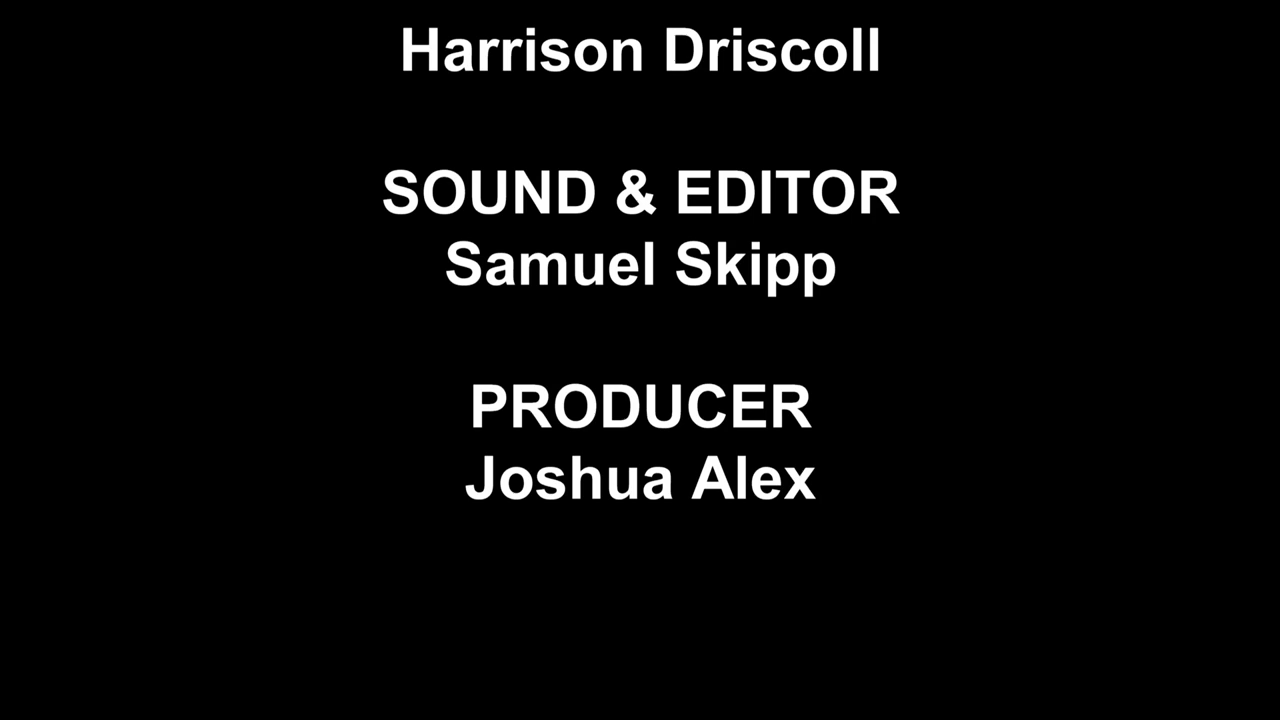 Harrison Driscoll
SOUND & EDITOR
Samuel Skipp
PRODUCER
Joshua Alex